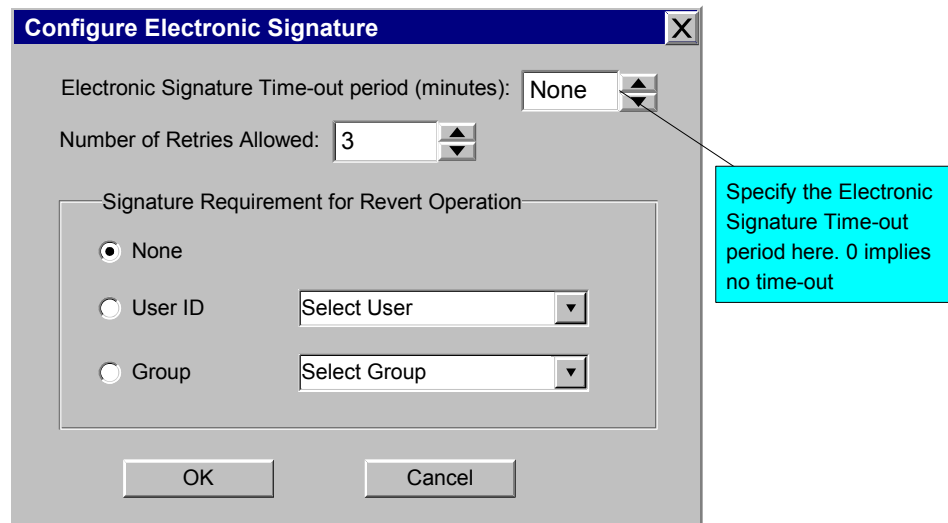 Configure Electronic Signature X
Electronic Signature Time-out period (minutes): None
Number of Retries Allowed: 3
Specify the Electronic
Signature Time-out
period here. 0 implies
no time-out
Signature Requirement for Revert Operation
None
User ID Select User
Group Select Group
OK Cancel